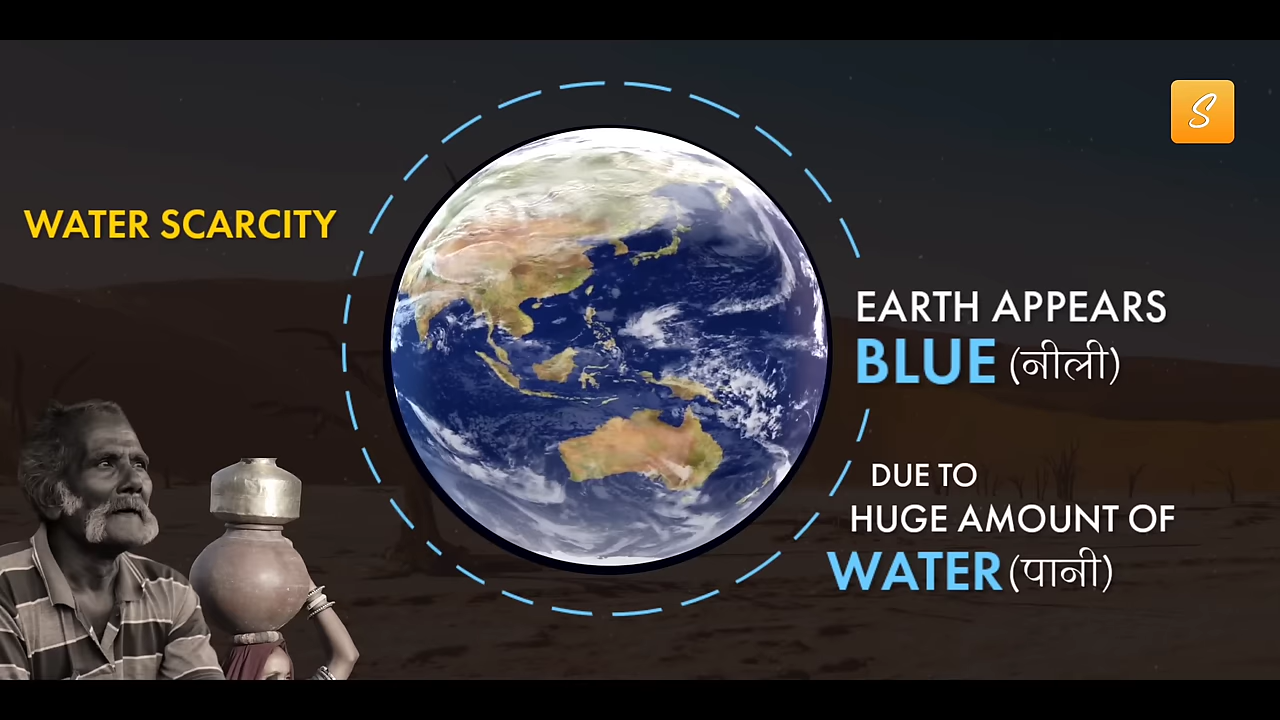 WATER SCARCITY
S
EARTH APPEARS
BLUE (नीली)
DUE TO
HUGE AMOUNT OF
WATER (पानी)